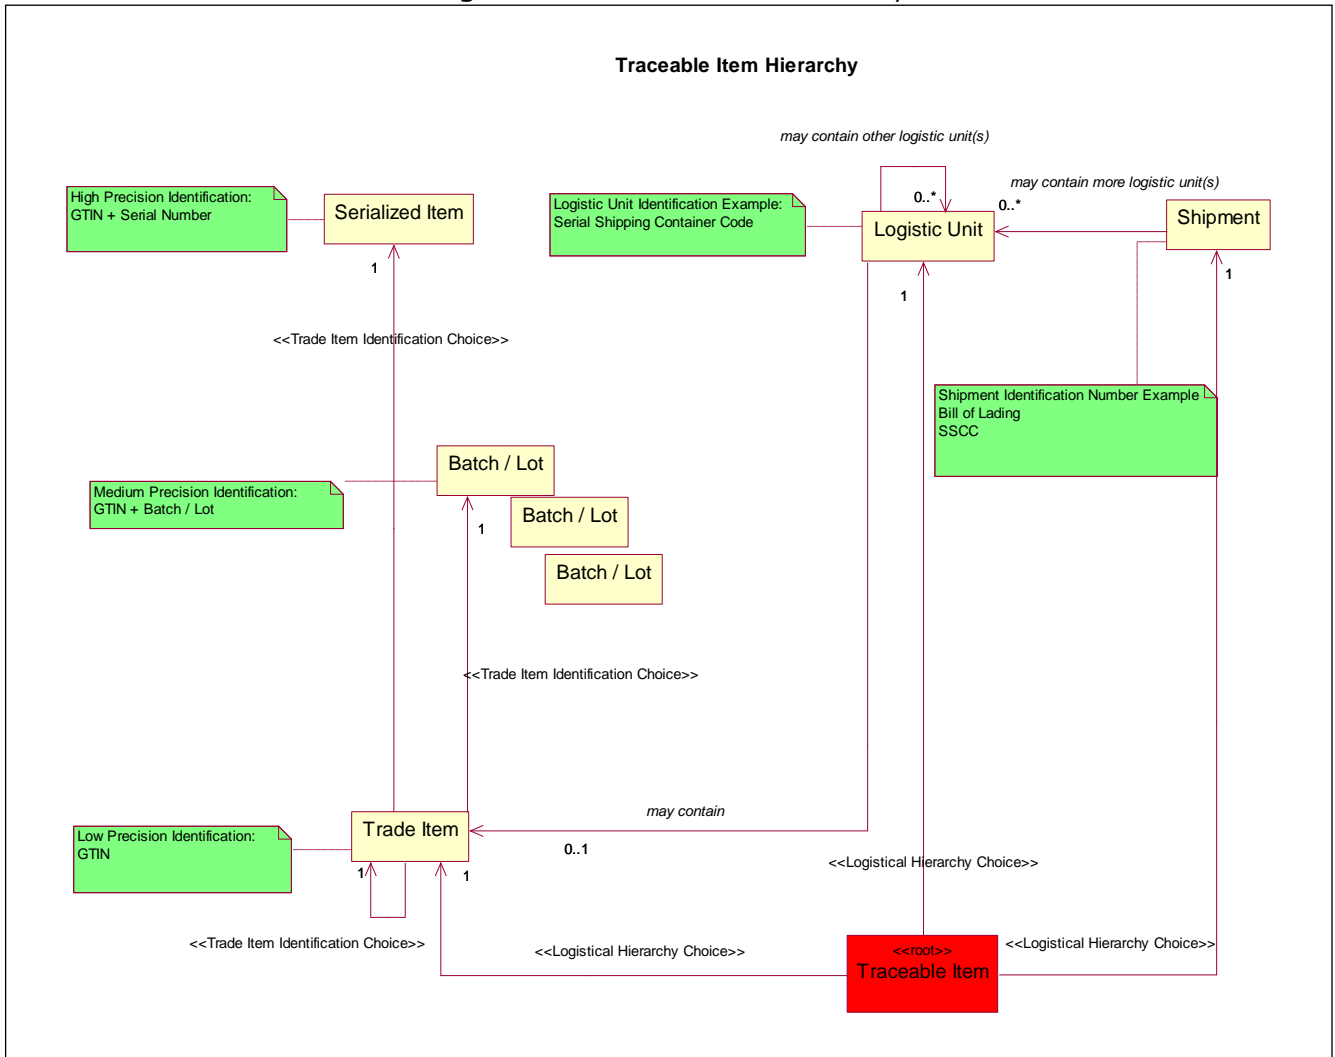 Traceable Item Hierarchy
may contain other logistic unit(s)
High Precision Identification:
GTIN + Serial Number
Serialized Item
1
Logistic Unit Identification Example:
Serial Shipping Container Code
0..*
Logistic Unit
1
may contain more logistic unit(s)
0..*
Shipment
1
<<Trade Item Identification Choice>>
Shipment Identification Number Example
Bill of Lading
SSCC
Batch / Lot
Medium Precision Identification:
GTIN + Batch / Lot
1
Batch / Lot
Batch / Lot
<<Trade Item Identification Choice>>
may contain
0..1
Low Precision Identification:
GTIN
Trade Item
1
1
<<Logistical Hierarchy Choice>>
<<Trade Item Identification Choice>>
<<Logistical Hierarchy Choice>>
<<root>>
Traceable Item
<<Logistical Hierarchy Choice>>